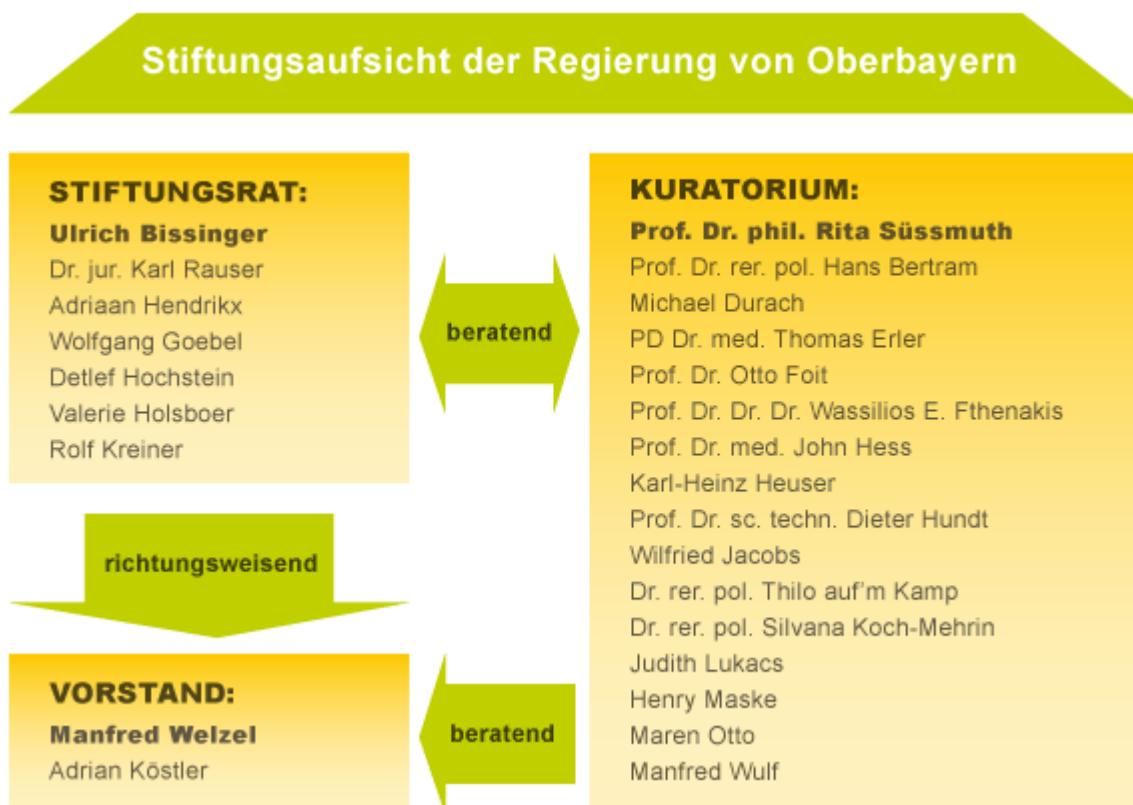 Stiftungsaufsicht der Regierung von Oberbayern
STIFTUNGSRAT:
Ulrich Bissinger
Dr. jur. Karl Rauser
Adriaan Hendrikx
Wolfgang Goebel
Detlef Hochstein
Valerie Holsboer
Rolf Kreiner
beratend
KURATORIUM:
Prof. Dr. phil. Rita Süssmuth
Prof. Dr. rer. pol. Hans Bertram
Michael Durach
PD Dr. med. Thomas Erler
Prof. Dr. Otto Foit
Prof. Dr. Dr. Dr. Wassilios E. Fthenakis
Prof. Dr. med. John Hess
Karl-Heinz Heuser
Prof. Dr. sc. techn. Dieter Hundt
Wilfried Jacobs
Dr. rer. pol. Thilo auf’m Kamp
Dr. rer. pol. Silvana Koch-Mehrin
Judith Lukacs
Henry Maske
Maren Otto
Manfred Wulf
richtungsweisend
VORSTAND:
Manfred Welzel
Adrian Köstler
beratend